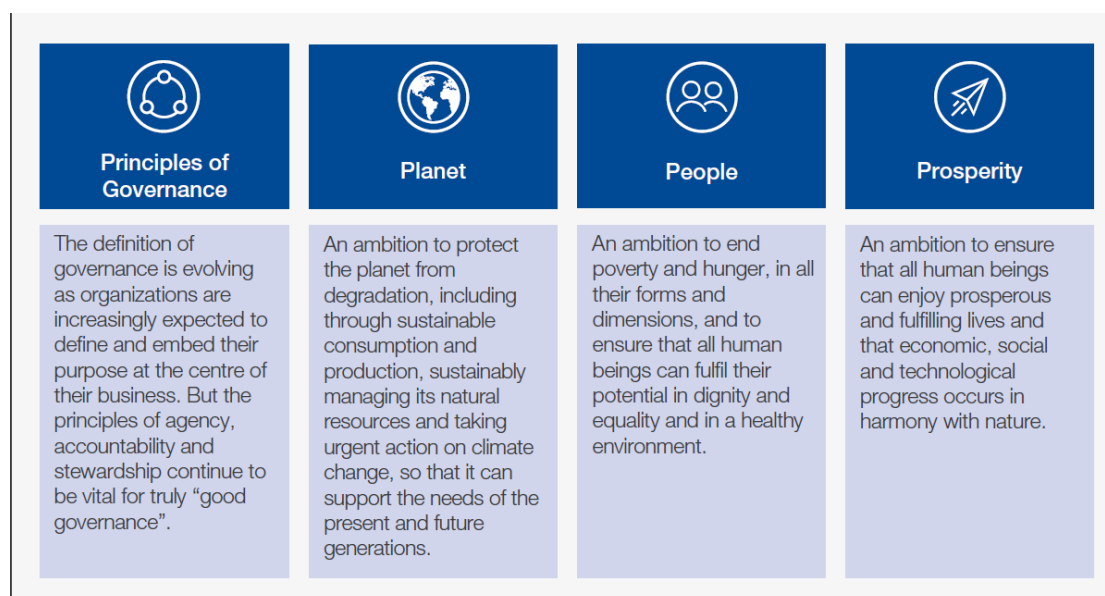 Principles of
Governance
The definition of
governance is evolving
as organizations are
increasingly expected to
define and embed their
purpose at the centre of
their business. But the
principles of agency,
accountability and
stewardship continue to
be vital for truly “good
governance”.
Planet
An ambition to protect
the planet from
degradation, including
through sustainable
consumption and
production, sustainably
managing its natural
resources and taking
urgent action on climate
change, so that it can
support the needs of the
present and future
generations.
People
An ambition to end
poverty and hunger, in all
their forms and
dimensions, and to
ensure that all human
beings can fulfil their
potential in dignity and
equality and in a healthy
environment.
Prosperity
An ambition to ensure
that all human beings
can enjoy prosperous
and fulfilling lives and
that economic, social
and technological
progress occurs in
harmony with nature.